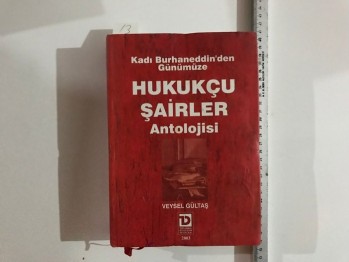 Kadı Burhaneddin'den
Günümüze
HUKUKÇU
ŞAİRLER
Antolojisi
VEYSEL GÜLTAŞ